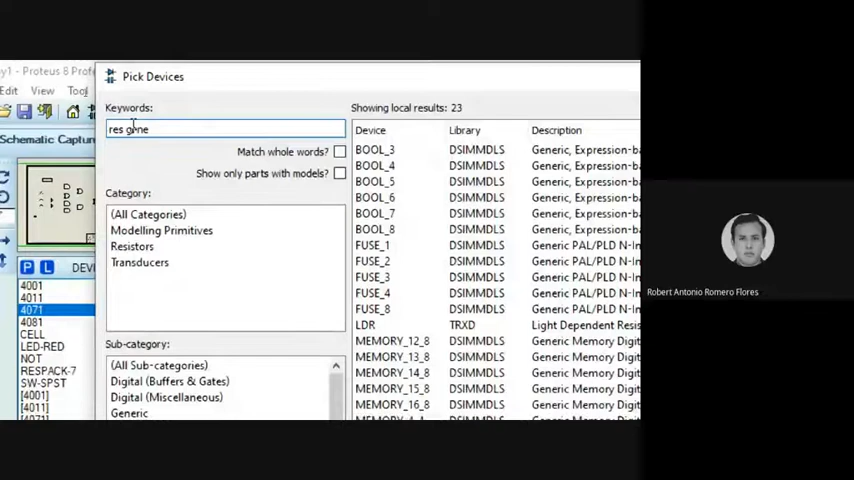 by1 - Proteus 8 Profe
Edit View Tool
Schematic Captur
P L DEVI
4001
4011
4071
4081
CELL
LED-RED
NOT
RESPACK-7
SW-SPST
[4001]
[4011]
[4071]
Pick Devices
Keywords:
res gene
Match whole words?
Show only parts with models?
Category:
(All Categories)
Modelling Primitives
Resistors
Transducers
Sub-category:
(All Sub-categories)
Digital (Buffers & Gates)
Digital (Miscellaneous)
Generic
Showing local results: 23
Device Library Description
BOOL_3 DSIMMDLS Generic, Expression-ba
BOOL_4 DSIMMDLS Generic, Expression-ba
BOOL_5 DSIMMDLS Generic, Expression-ba
BOOL_6 DSIMMDLS Generic, Expression-ba
BOOL_7 DSIMMDLS Generic, Expression-ba
BOOL_8 DSIMMDLS Generic, Expression-ba
FUSE_1 DSIMMDLS Generic PAL/PLD N-In
FUSE_2 DSIMMDLS Generic PAL/PLD N-In
FUSE_3 DSIMMDLS Generic PAL/PLD N-In
FUSE_4 DSIMMDLS Generic PAL/PLD N-In
FUSE_8 DSIMMDLS Generic PAL/PLD N-In
LDR TRXD Light Dependent Resis
MEMORY_12_8 DSIMMDLS Generic Memory Digit
MEMORY_13_8 DSIMMDLS Generic Memory Digit
MEMORY_14_8 DSIMMDLS Generic Memory Digit
MEMORY_15_8 DSIMMDLS Generic Memory Digit
MEMORY_16_8 DSIMMDLS Generic Memory Digit
Robert Antonio Romero Flores